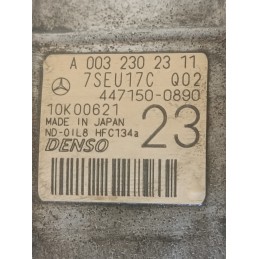 A 003 230 23 11
7SEU17C Q02
447150-0890
10K00621
MADE IN JAPAN
ND-OIL8 HFC134a
DENSO
23